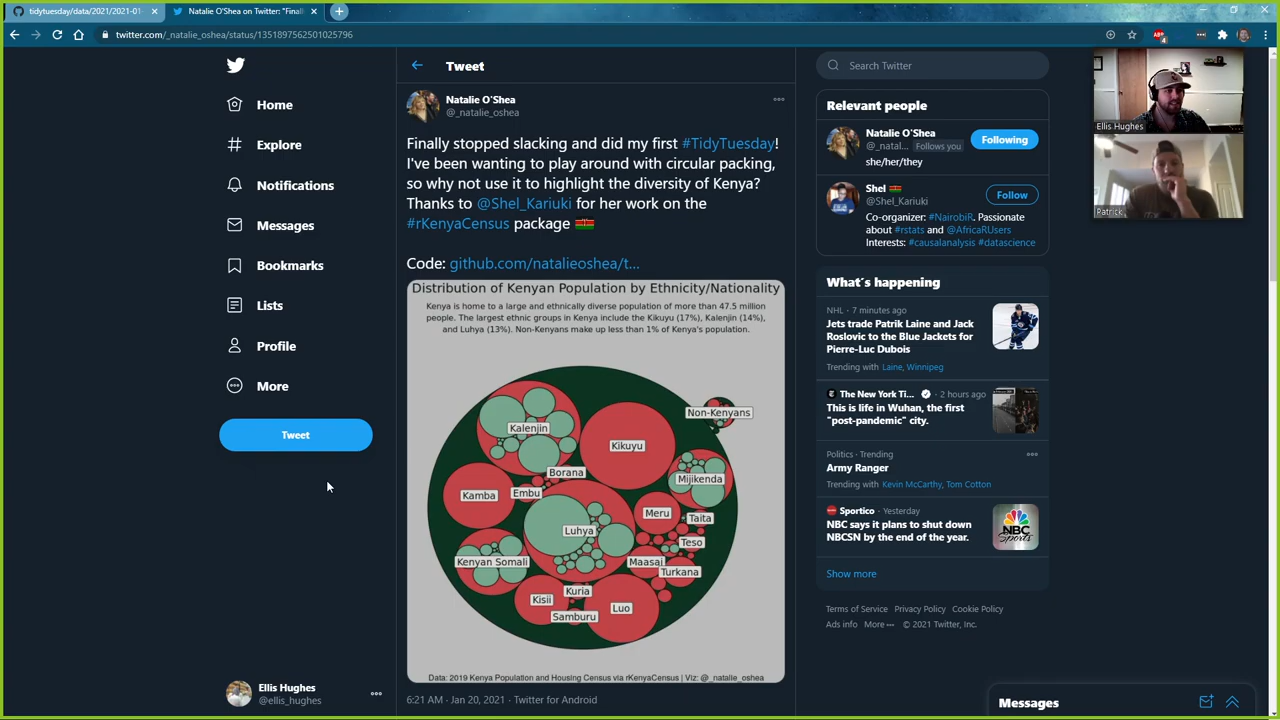 tidytuesday/data/2021/2021-01-
Natalie O'Shea on Twitter: "Final
twitter.com/_natalie_oshea/status/1351897562501025796
ABP
4
Home
Explore
Notifications
Messages
Bookmarks
Lists
Profile
More
Tweet
Ellis Hughes
@ellis_hughes
Tweet
Natalie O'Shea
@_natalie_oshea
Finally stopped slacking and did my first #TidyTuesday!
I've been wanting to play around with circular packing,
so why not use it to highlight the diversity of Kenya?
Thanks to @Shel_Kariuki for her work on the
#rKenyaCensus package
Code: github.com/natalieoshea/t...
Distribution of Kenyan Population by Ethnicity/Nationality
Kenya is home to a large and ethnically diverse population of more than 47.5 million
people. The largest ethnic groups in Kenya include the Kikuyu (17%), Kalenjin (14%),
and Luhya (13%). Non-Kenyans make up less than 1% of Kenya's population.
Non-Kenyans
Kalenjin
Kikuyu
Borana
Mijikenda
Kamba
Embu
Meru
Taita
Luhya
Teso
Kenyan Somali
Maasai
Turkana
Kuria
Kisii
Luo
Samburu
Data: 2019 Kenya Population and Housing Census via rKenyaCensus | Viz: @_natalie_oshea
6:21 AM · Jan 20, 2021 · Twitter for Android
Search Twitter
Relevant people
Natalie O'Shea
@_natal... Follows you
Following
she/her/they
Shel
@Shel_Kariuki
Follow
Co-organizer: #NairobiR. Passionate
about #rstats and @AfricaRUsers
Interests: #causalanalysis #datascience
What's happening
NHL · 7 minutes ago
Jets trade Patrik Laine and Jack
Roslovic to the Blue Jackets for
Pierre-Luc Dubois
Trending with Laine, Winnipeg
The New York Ti... · 2 hours ago
This is life in Wuhan, the first
"post-pandemic" city.
Politics · Trending
Army Ranger
Trending with Kevin McCarthy, Tom Cotton
Sportico · Yesterday
NBC says it plans to shut down
NBCSN by the end of the year.
NBC
Sports
Show more
Terms of Service Privacy Policy Cookie Policy
Ads info More © 2021 Twitter, Inc.
Messages
Ellis Hughes
Patrick